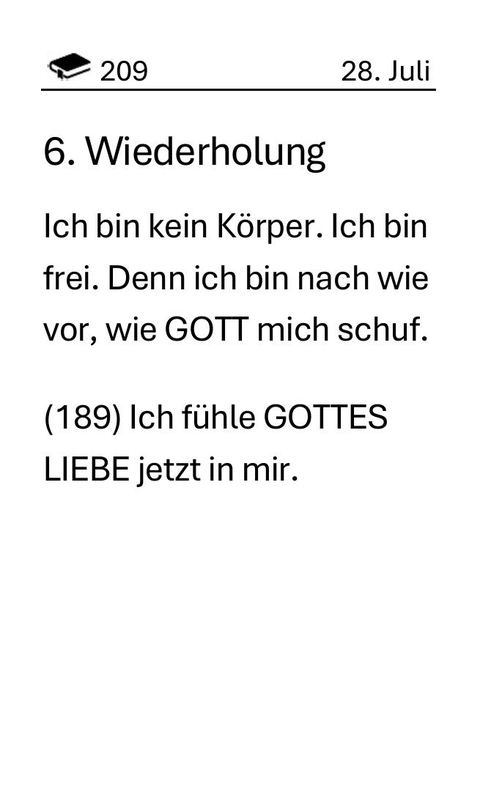 209 28. Juli
6. Wiederholung
Ich bin kein Körper. Ich bin
frei. Denn ich bin nach wie
vor, wie GOTT mich schuf.
(189) Ich fühle GOTTES
LIEBE jetzt in mir.